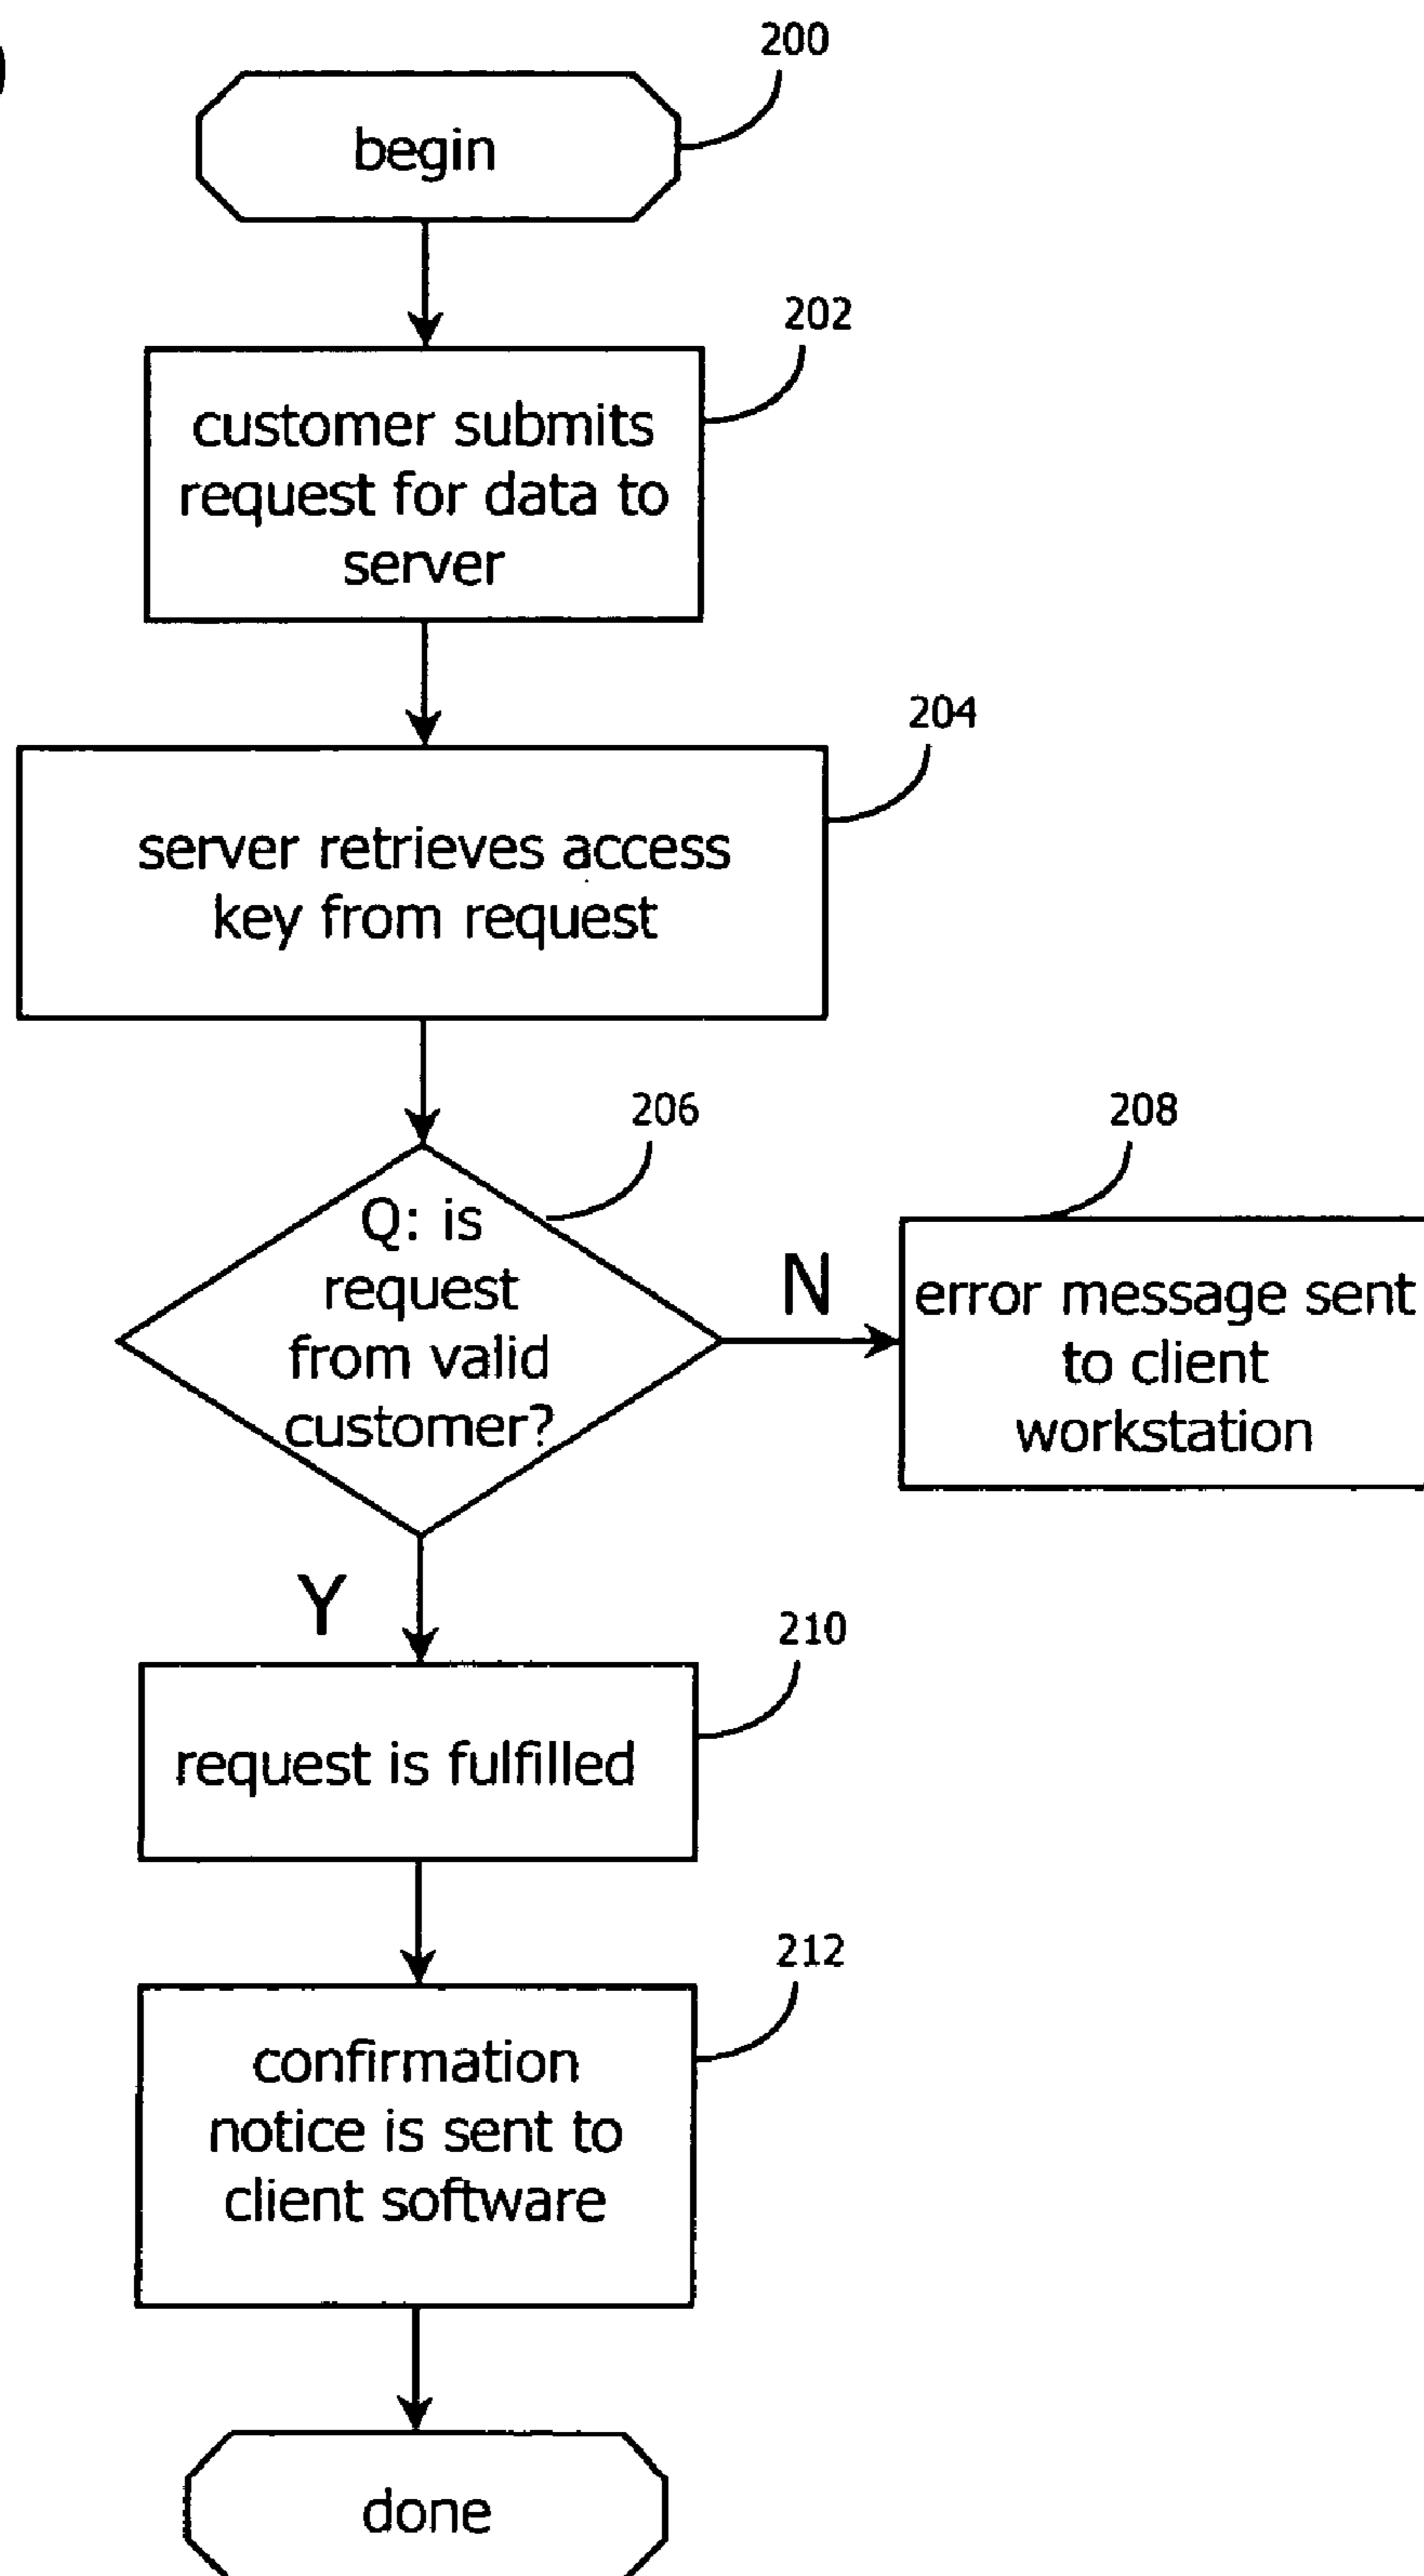 200
begin
202
customer submits
request for data to
server
204
server retrieves access
key from request
206
Q: is
request
from valid
customer?
N
208
error message sent
to client
workstation
Y
210
request is fulfilled
212
confirmation
notice is sent to
client software
done